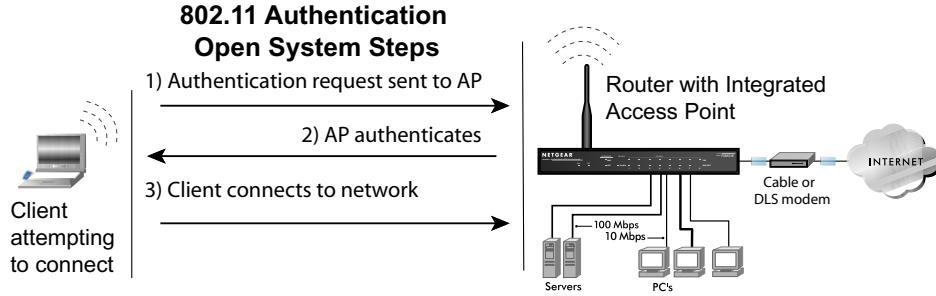 802.11 Authentication
Open System Steps
1) Authentication request sent to AP
2) AP authenticates
3) Client connects to network
Client
attempting
to connect
Router with Integrated
Access Point
NETGEAR
INTERNET
Cable or
DLS modem
100 Mbps
10 Mbps
Servers
PC's